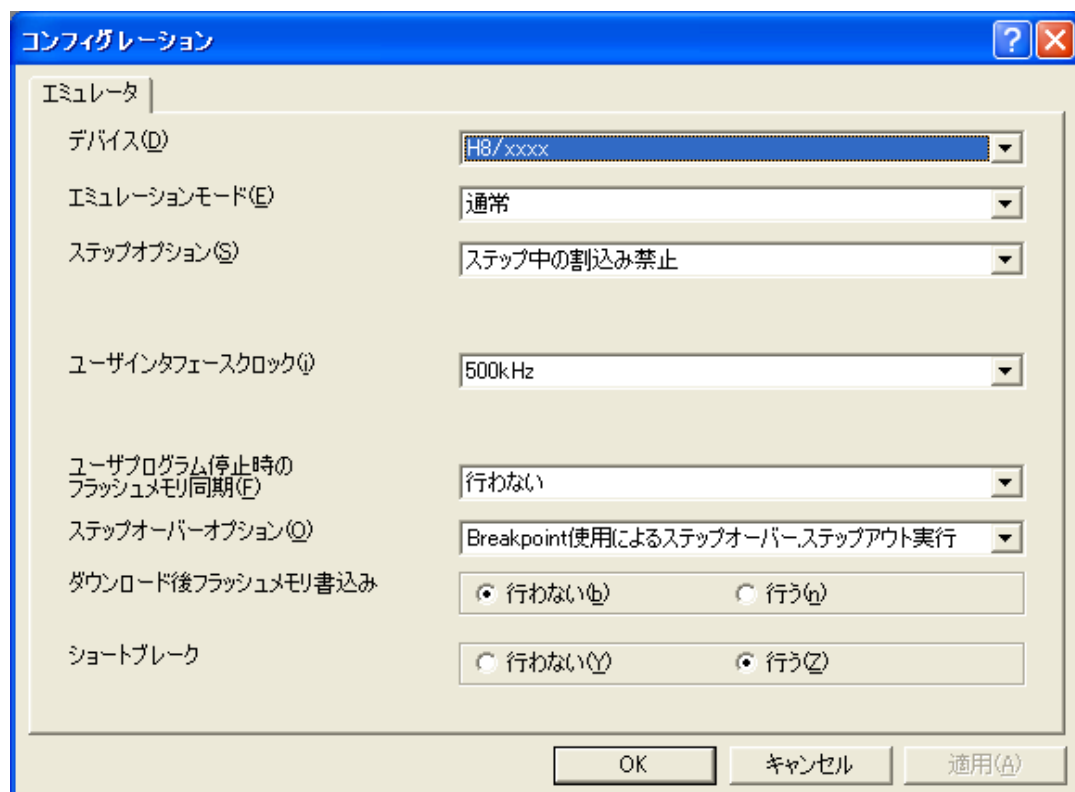 コンフィグレーション
エミュレータ
デバイス(D)
H8/xxxx
エミュレーションモード(E)
通常
ステップオプション(S)
ステップ中の割込み禁止
ユーザインタフェースクロック(i)
500kHz
ユーザプログラム停止時の
フラッシュメモリ同期(F)
行わない
ステップオーバーオプション(O)
Breakpoint使用によるステップオーバー,ステップアウト実行
ダウンロード後フラッシュメモリ書込み
行わない(b) 行う(n)
ショートブレーク
行わない(Y) 行う(Z)
OK キャンセル 適用(A)